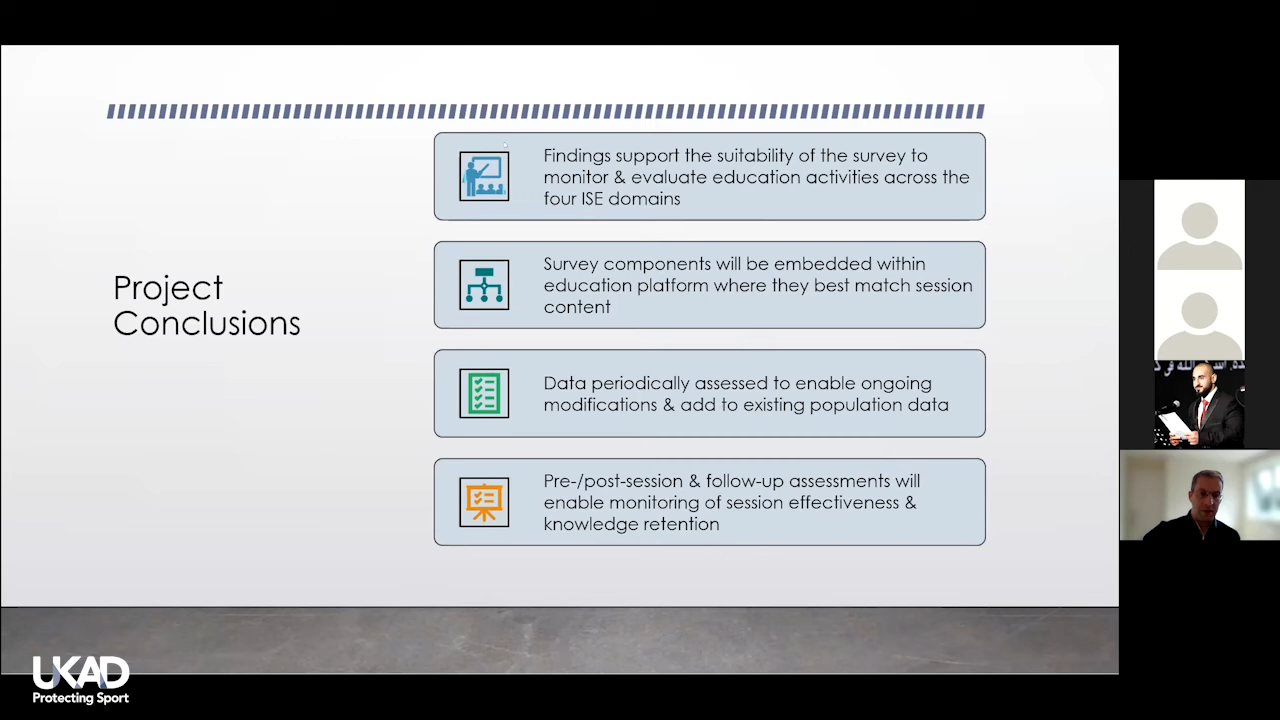 Project
Conclusions
Findings support the suitability of the survey to
monitor & evaluate education activities across the
four ISE domains
Survey components will be embedded within
education platform where they best match session
content
Data periodically assessed to enable ongoing
modifications & add to existing population data
Pre-/post-session & follow-up assessments will
enable monitoring of session effectiveness &
knowledge retention
UKAD
Protecting Sport